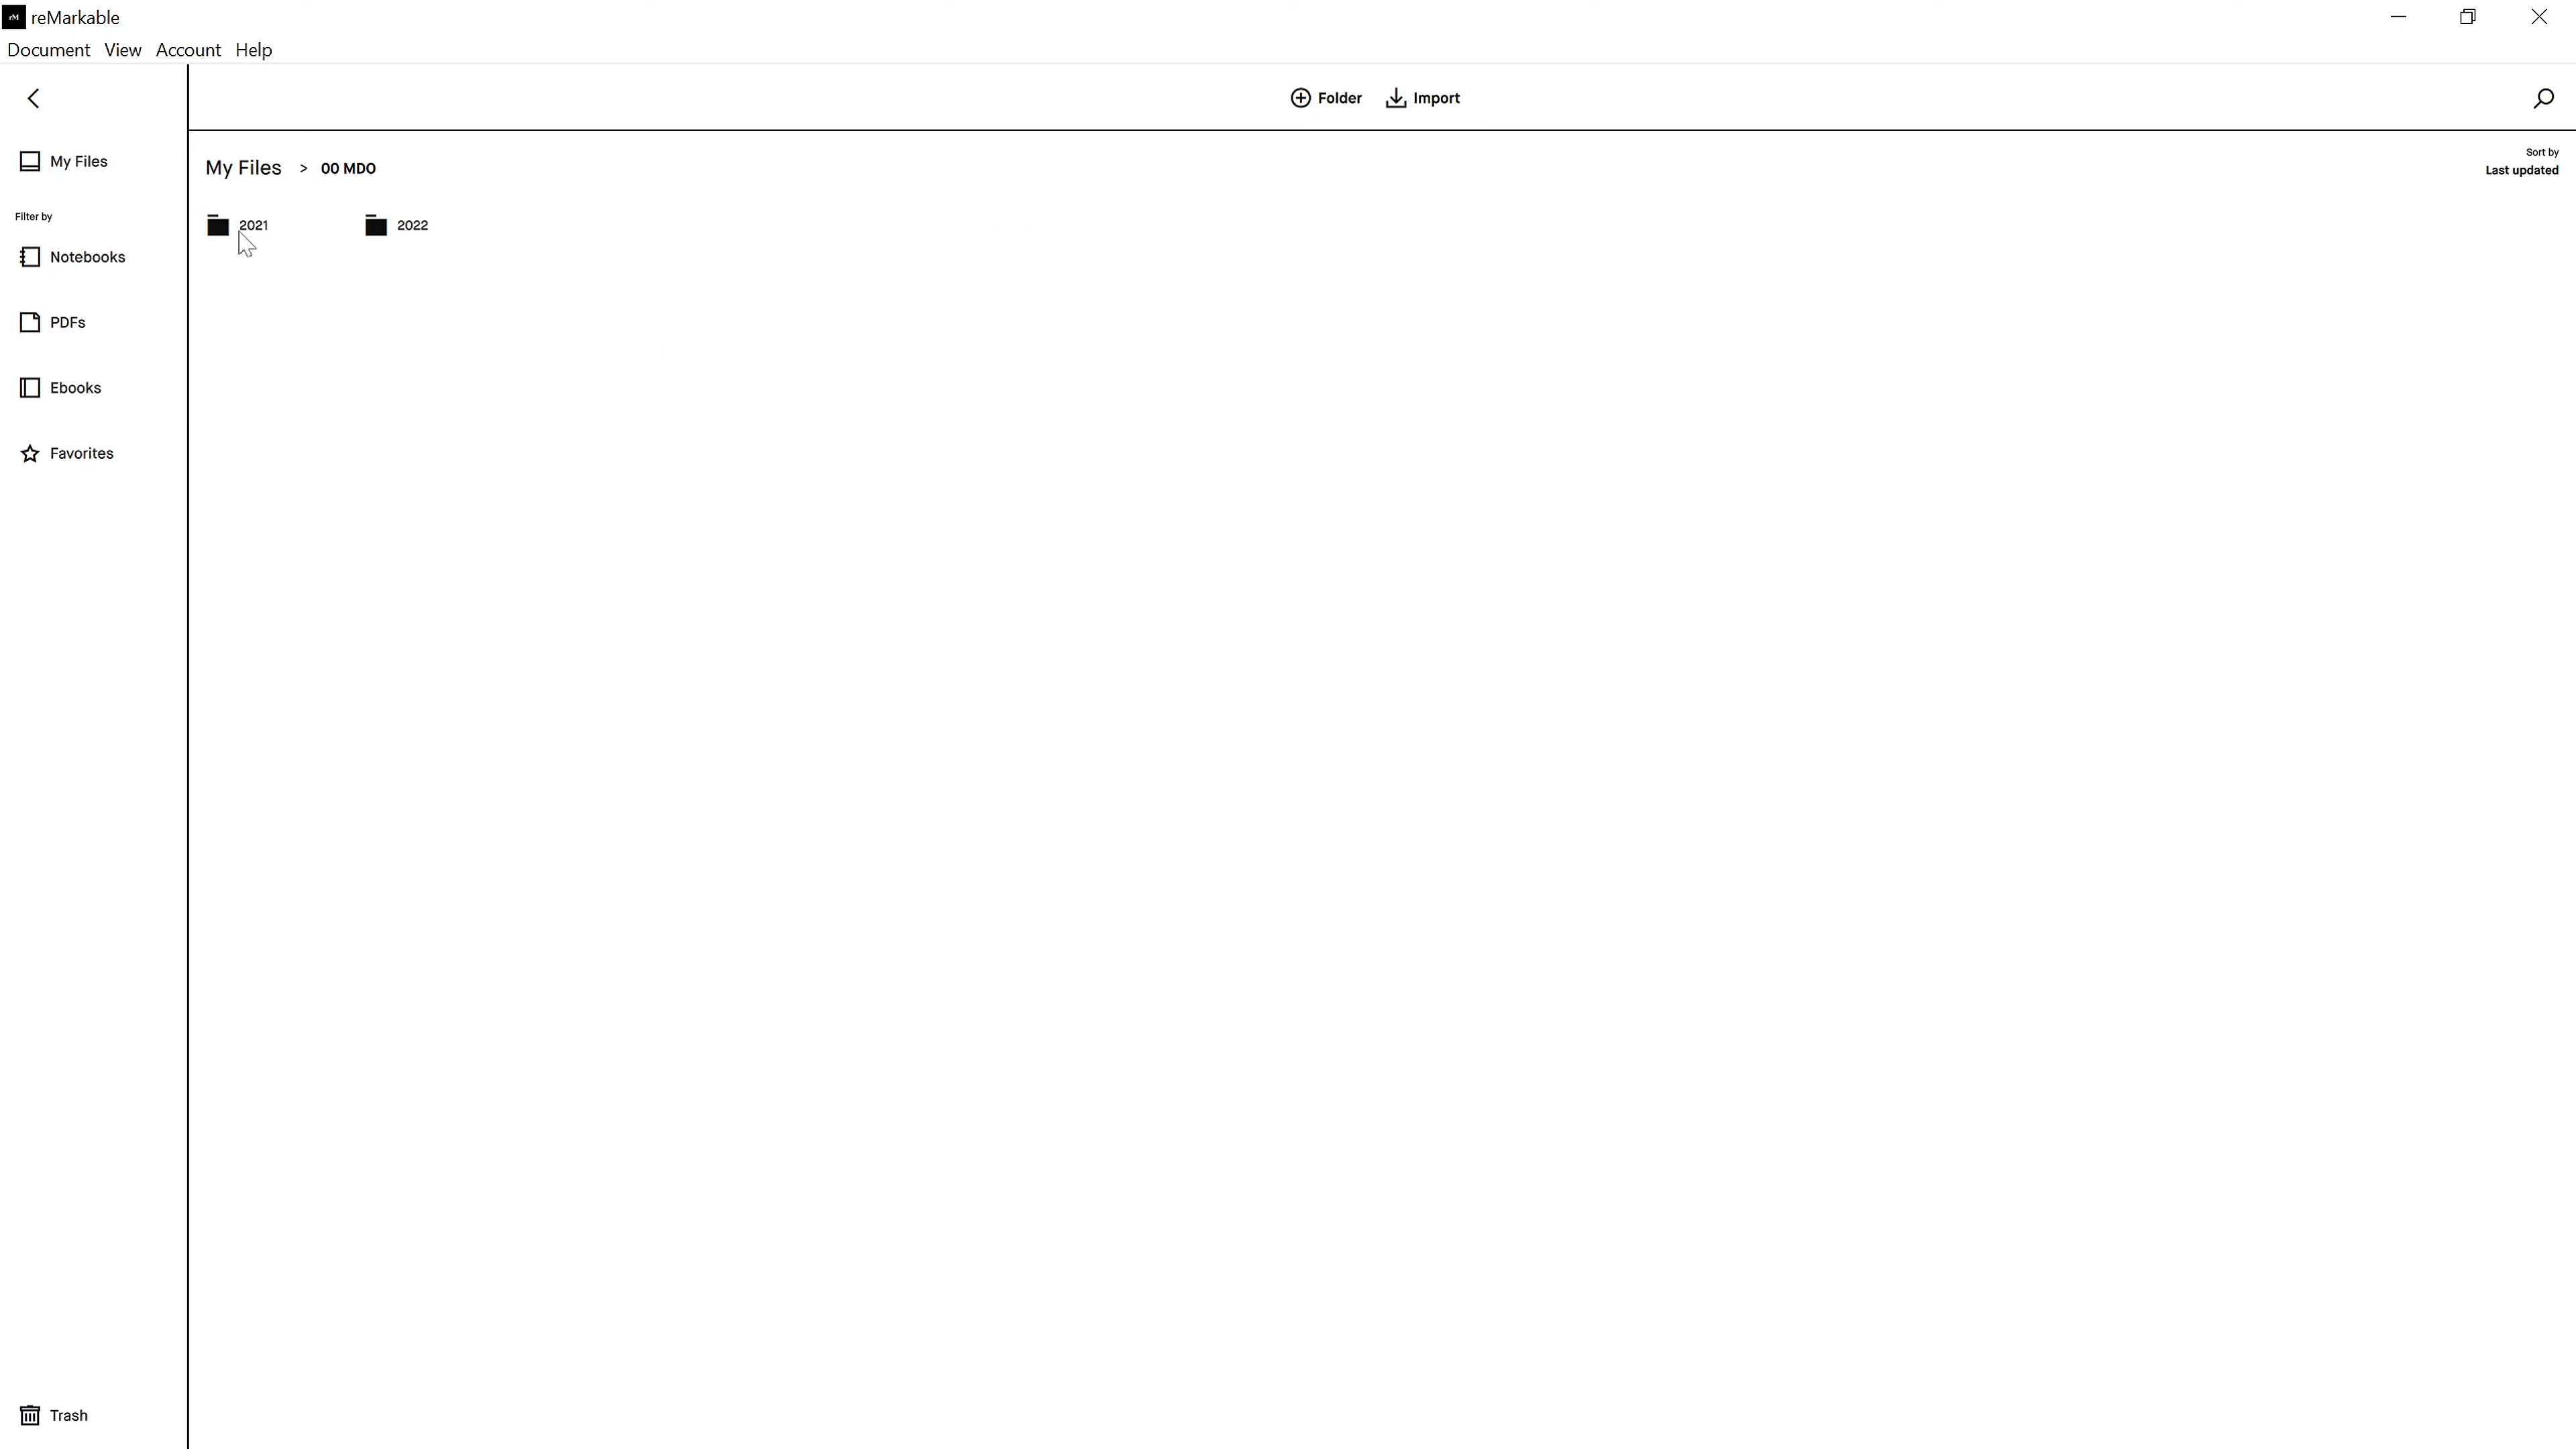 rM reMarkable
Document View Account Help
Folder Import
My Files
Filter by
Notebooks
PDFs
Ebooks
Favorites
Trash
My Files > 00 MDO
Sort by
Last updated
2021 2022